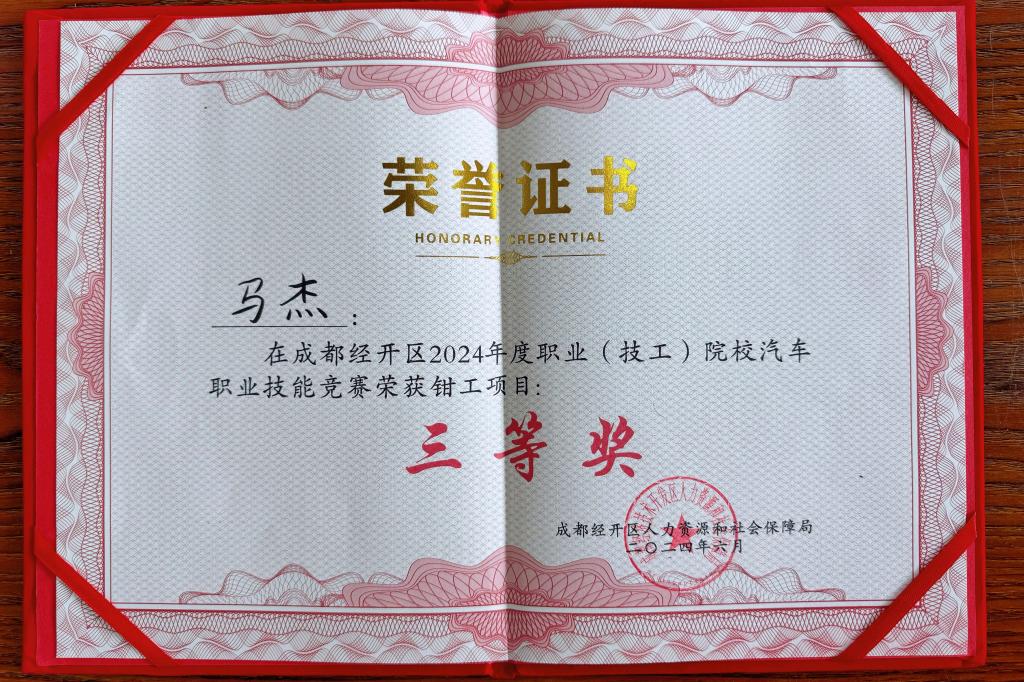 荣誉证书
HONORARY CREDENTIAL
马杰：
在成都经开区2024年度职业（技工）院校汽车
职业技能竞赛荣获钳工项目：
三等奖
成都经开区人力资源和社会保障局
二〇二四年六月